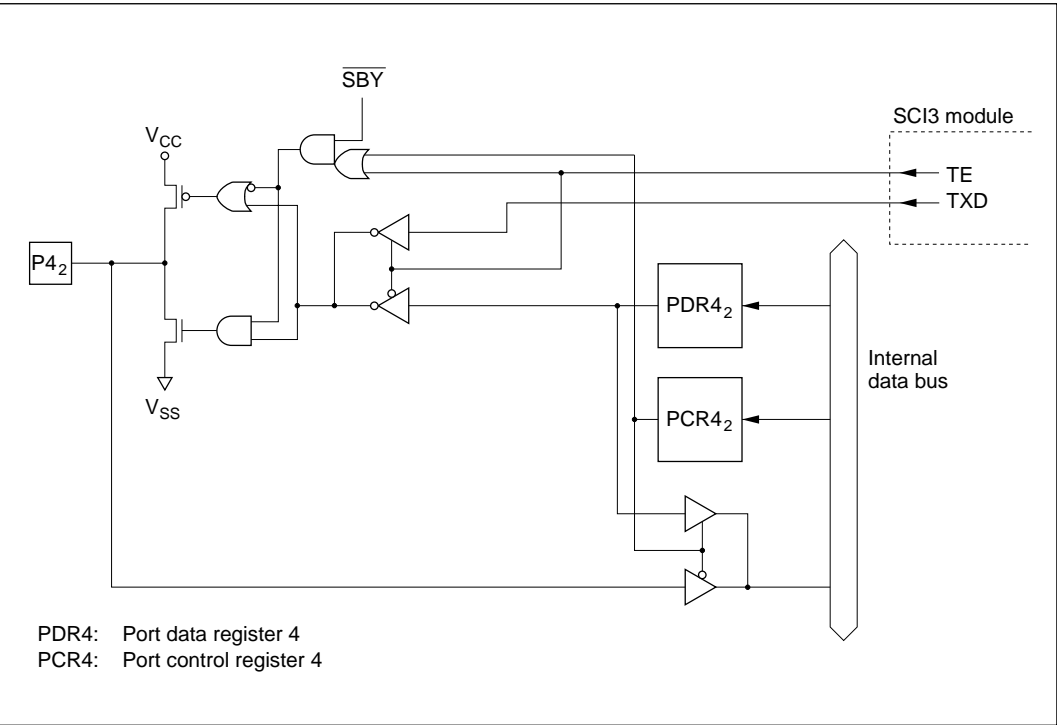 SBY
SCI3 module
VCC
TE
TXD
P42
PDR42
Internal
data bus
PCR42
VSS
PDR4: Port data register 4
PCR4: Port control register 4